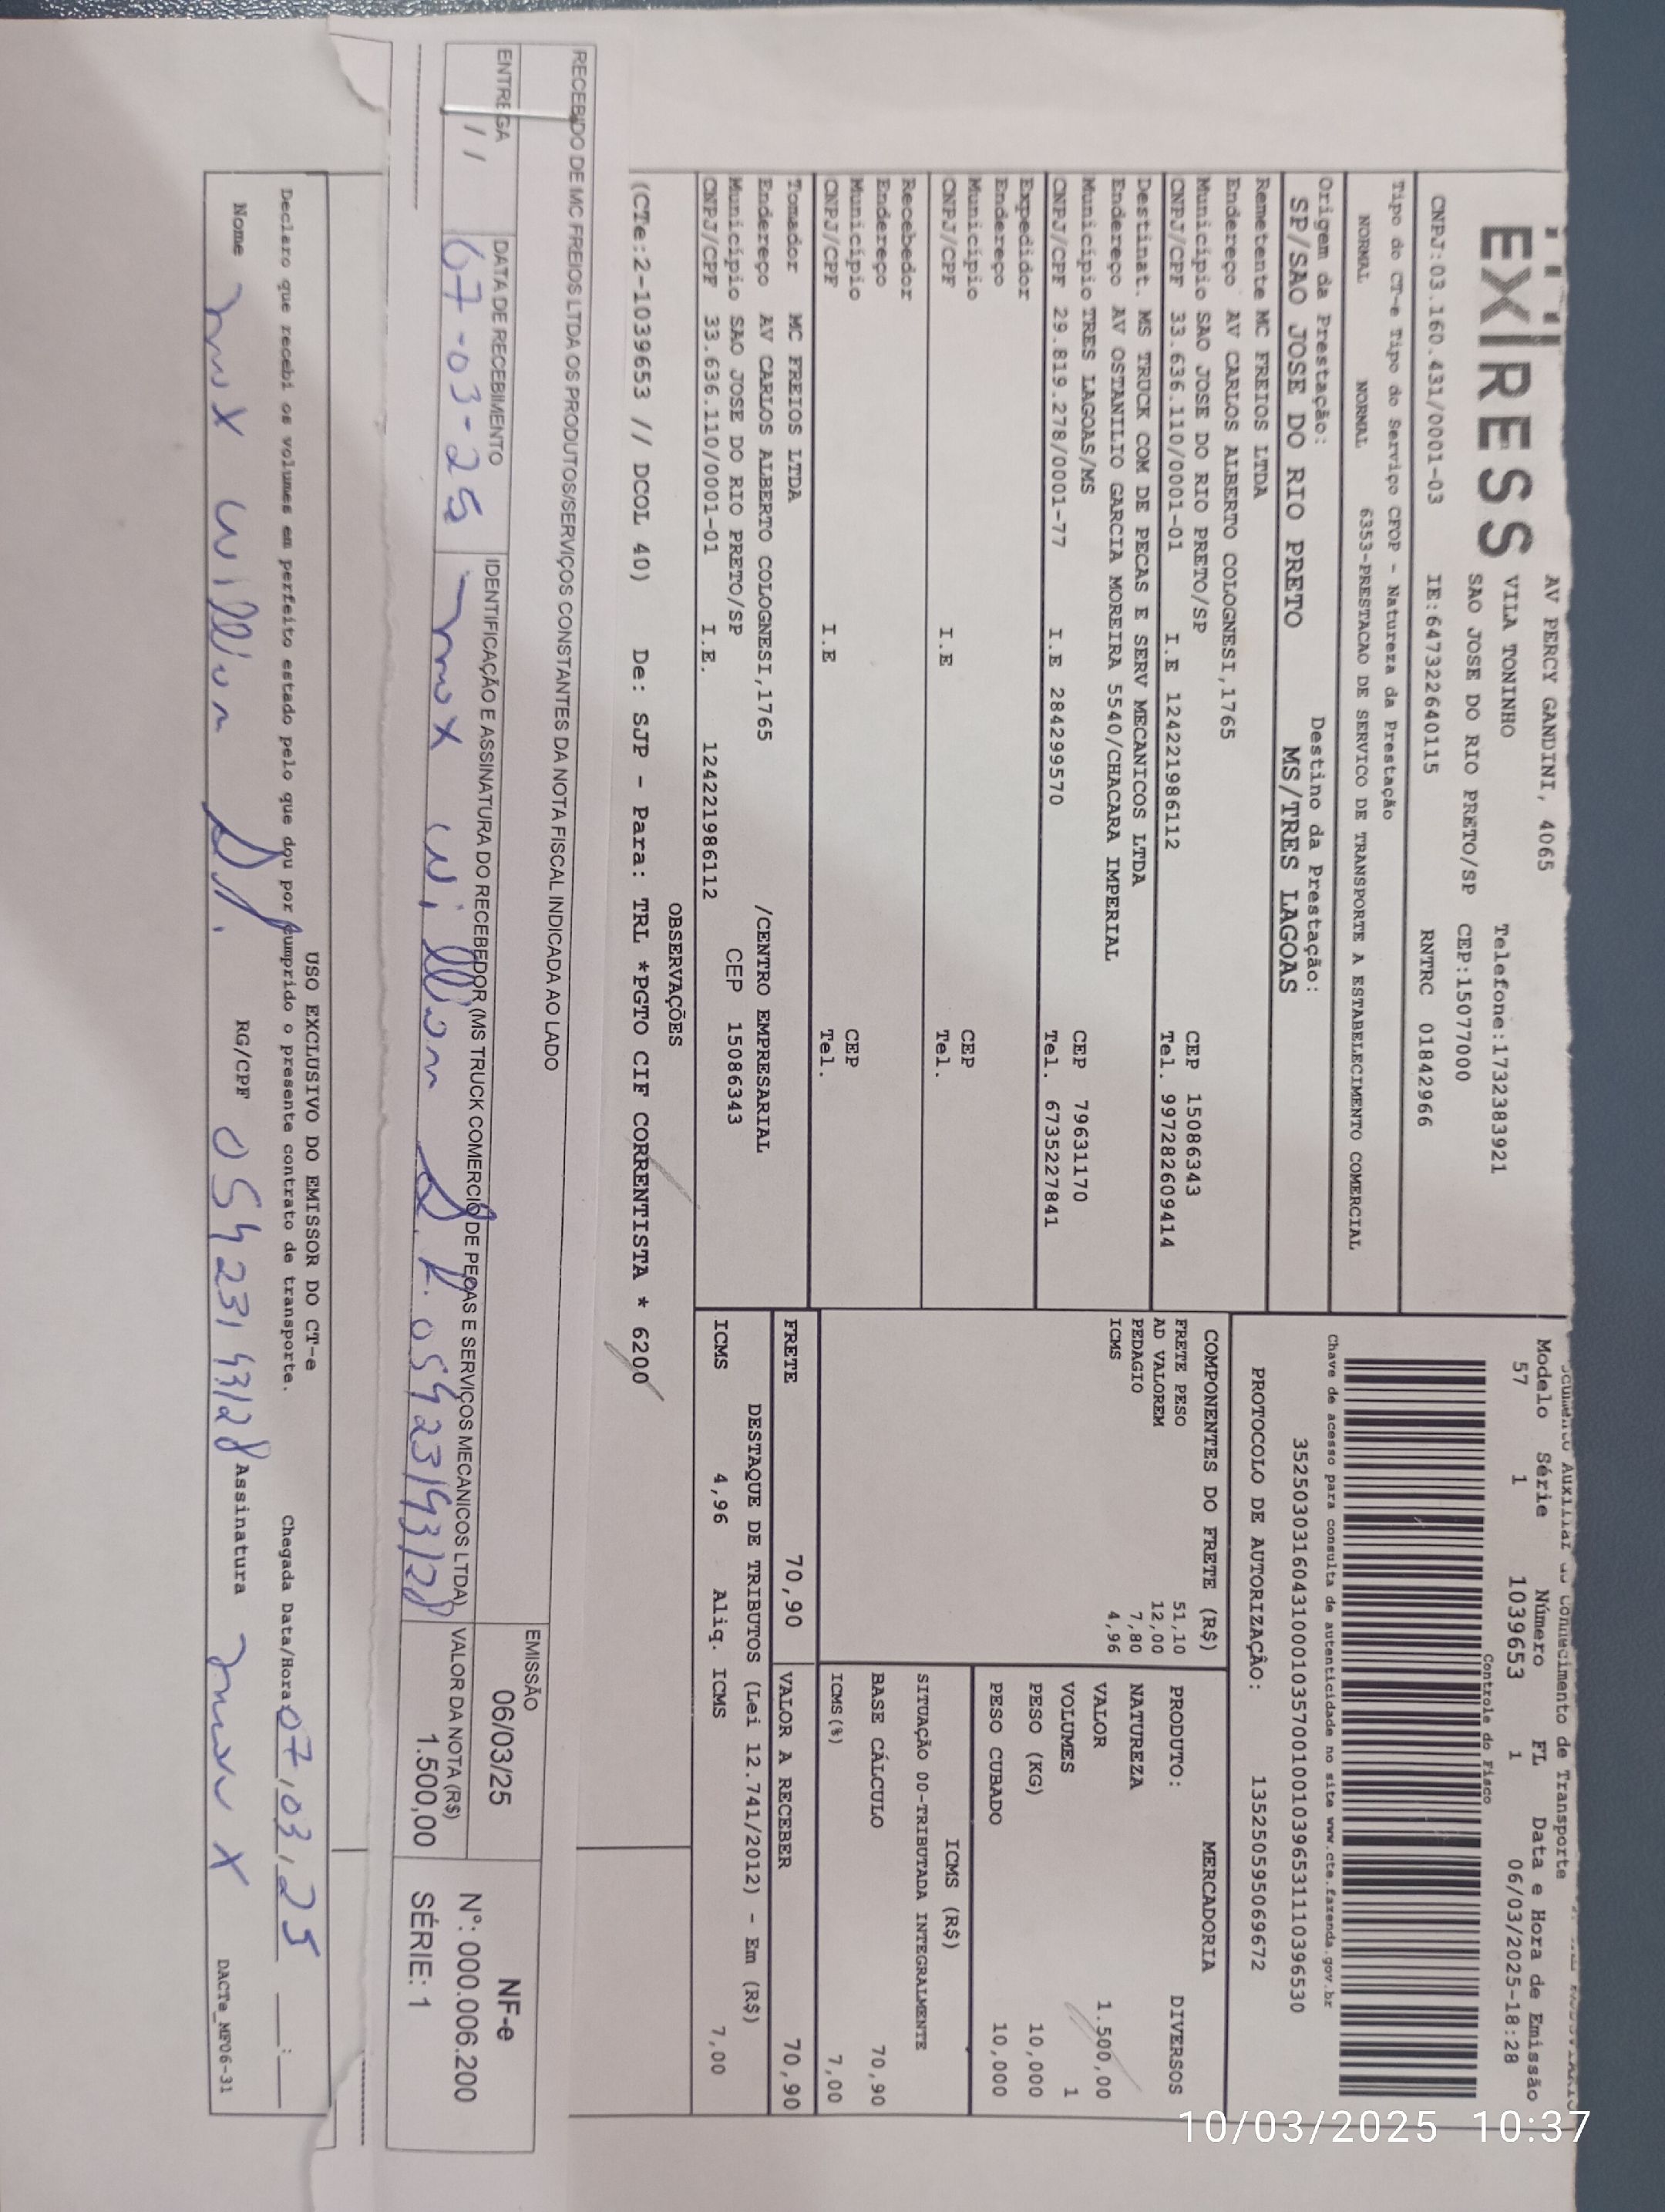 EXPRESS
AV PERCY GANDINI, 4065
VILA TONINHO Telefone:1732383921
SAO JOSE DO RIO PRETO/SP CEP:15077000
CNPJ:03.160.431/0001-03 IE:647322640115 RNTRC 01842966
Documento Auxiliar do Conhecimento de Transporte
Modelo Série Número FL Data e Hora de Emissão
57 1 1039653 1 06/03/2025-18:28
Controle do Fisco
Chave de acesso para consulta de autenticidade no site www.cte.fazenda.gov.br
35250303160431000103570010010396531110396530
PROTOCOLO DE AUTORIZAÇÃO: 135250595069672
Tipo do CT-e Tipo do Serviço CFOP - Natureza da Prestação
NORMAL NORMAL 6353-PRESTACAO DE SERVICO DE TRANSPORTE A ESTABELECIMENTO COMERCIAL
Origem da Prestação: Destino da Prestação:
SP/SAO JOSE DO RIO PRETO MS/TRES LAGOAS
Remetente MC FREIOS LTDA
Endereço AV CARLOS ALBERTO COLOGNESI,1765
Município SAO JOSE DO RIO PRETO/SP CEP 15086343
CNPJ/CPF 33.636.110/0001-01 I.E 124221986112 Tel. 997282609414
Destinat. MS TRUCK COM DE PECAS E SERV MECANICOS LTDA
Endereço AV OSTANILIO GARCIA MOREIRA 5540/CHACARA IMPERIAL
Município TRES LAGOAS/MS CEP 79631170
CNPJ/CPF 29.819.278/0001-77 I.E 284299570 Tel. 6735227841
Expedidor
Endereço
Município CEP
CNPJ/CPF I.E Tel.
Recebedor
Endereço
Município CEP
CNPJ/CPF I.E Tel.
Tomador MC FREIOS LTDA
Endereço AV CARLOS ALBERTO COLOGNESI,1765 /CENTRO EMPRESARIAL
Município SAO JOSE DO RIO PRETO/SP CEP 15086343
CNPJ/CPF 33.636.110/0001-01 I.E. 124221986112
COMPONENTES DO FRETE (R$)
FRETE PESO 51,10
AD VALOREM 12,00
PEDAGIO 7,80
ICMS 4,96
MERCADORIA
PRODUTO: DIVERSOS
NATUREZA
VALOR 1.500,00
VOLUMES 1
PESO (KG) 10,000
PESO CUBADO 10,000
ICMS (R$)
SITUAÇÃO 00-TRIBUTADA INTEGRALMENTE
BASE CÁLCULO 70,90
ICMS(%) 7,00
FRETE 70,90 VALOR A RECEBER 70,90
DESTAQUE DE TRIBUTOS (Lei 12.741/2012) - Em (R$)
ICMS 4,96 Aliq. ICMS 7,00
OBSERVAÇÕES
(CTe:2-1039653 // DCOL 40) De: SJP - Para: TRL *PGTO CIF CORRENTISTA * 6200
RECEBIDO DE MC FREIOS LTDA OS PRODUTOS/SERVIÇOS CONSTANTES DA NOTA FISCAL INDICADA AO LADO
EMISSÃO
06/03/25
ENTREGA DATA DE RECEBIMENTO IDENTIFICAÇÃO E ASSINATURA DO RECEBEDOR (MS TRUCK COMERCIO DE PEÇAS E SERVIÇOS MECANICOS LTDA)
07-03-25 max willian
VALOR DA NOTA (R$)
1.500,00
NF-e
Nº: 000.006.200
SÉRIE: 1
USO EXCLUSIVO DO EMISSOR DO CT-e
Declaro que recebi os volumes em perfeito estado pelo que dou por cumprido o presente contrato de transporte. Chegada Data/Hora 07/03/25 __:__
Nome max willian RG/CPF Assinatura max
DACTe_MF06-31
10/03/2025 10:37